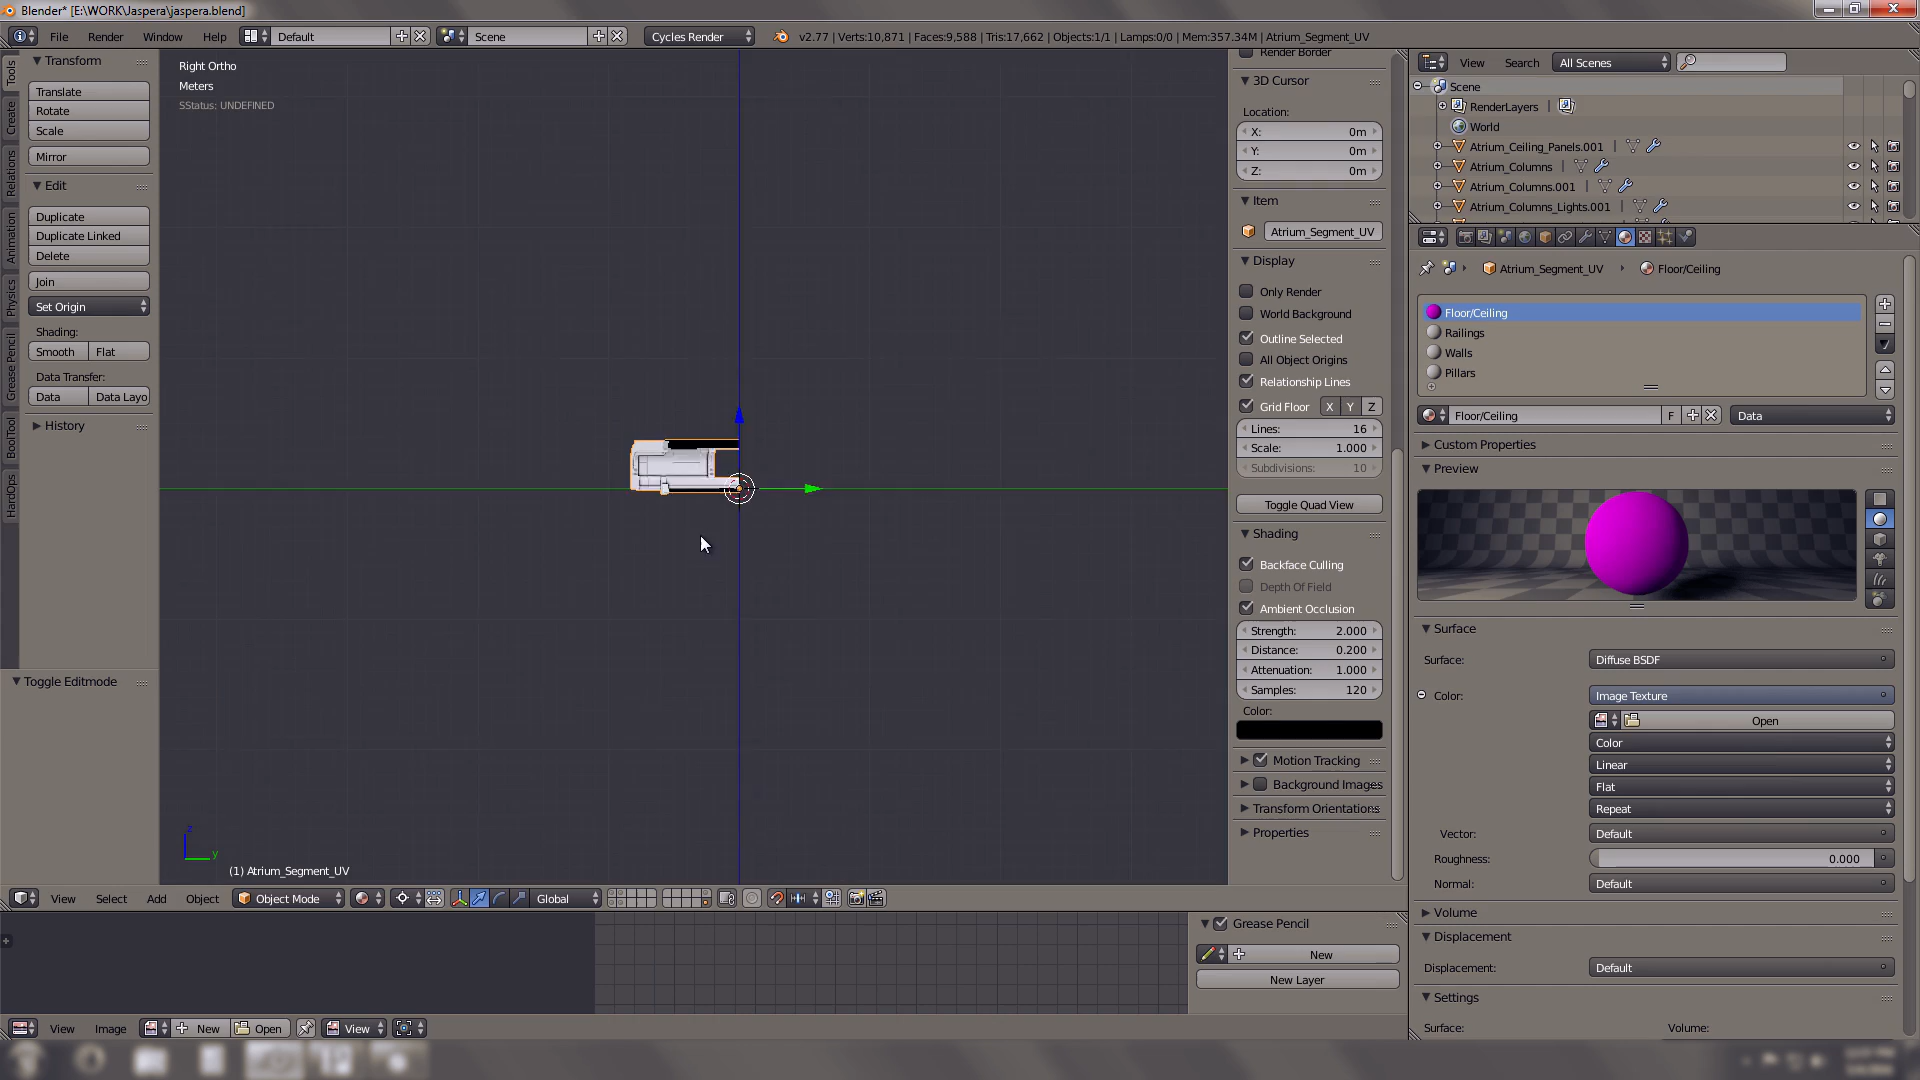 Blender* [E:\WORK\Jaspera\jaspera.blend]
File Render Window Help Default Scene Cycles Render v2.77 | Verts:10,871 | Faces:9,588 | Tris:17,662 | Objects:1/1 | Lamps:0/0 | Mem:357.34M | Atrium_Segment_UV
Tools
Create
Relations
Animation
Physics
Grease Pencil
BoolTool
HardOps
Transform
Translate
Rotate
Scale
Mirror
Edit
Duplicate
Duplicate Linked
Delete
Join
Set Origin
Shading:
Smooth Flat
Data Transfer:
Data Data Layo
History
Toggle Editmode
Right Ortho
Meters
SStatus: UNDEFINED
z
y
(1) Atrium_Segment_UV
Render Border
3D Cursor
Location:
X: 0m
Y: 0m
Z: 0m
Item
Atrium_Segment_UV
Display
Only Render
World Background
Outline Selected
All Object Origins
Relationship Lines
Grid Floor X Y Z
Lines: 16
Scale: 1.000
Subdivisions: 10
Toggle Quad View
Shading
Backface Culling
Depth Of Field
Ambient Occlusion
Strength: 2.000
Distance: 0.200
Attenuation: 1.000
Samples: 120
Color:
Motion Tracking
Background Images
Transform Orientations
Properties
View Search All Scenes
Scene
RenderLayers |
World
Atrium_Ceiling_Panels.001 |
Atrium_Columns |
Atrium_Columns.001 |
Atrium_Columns_Lights.001 |
Atrium_Segment_UV Floor/Ceiling
Floor/Ceiling
Railings
Walls
Pillars
Floor/Ceiling F Data
Custom Properties
Preview
Surface
Surface: Diffuse BSDF
Color: Image Texture
Open
Color
Linear
Flat
Repeat
Vector: Default
Roughness: 0.000
Normal: Default
Volume
Displacement
Displacement: Default
Settings
Surface: Volume:
View Select Add Object Object Mode Global
Grease Pencil
New
New Layer
View Image New Open View